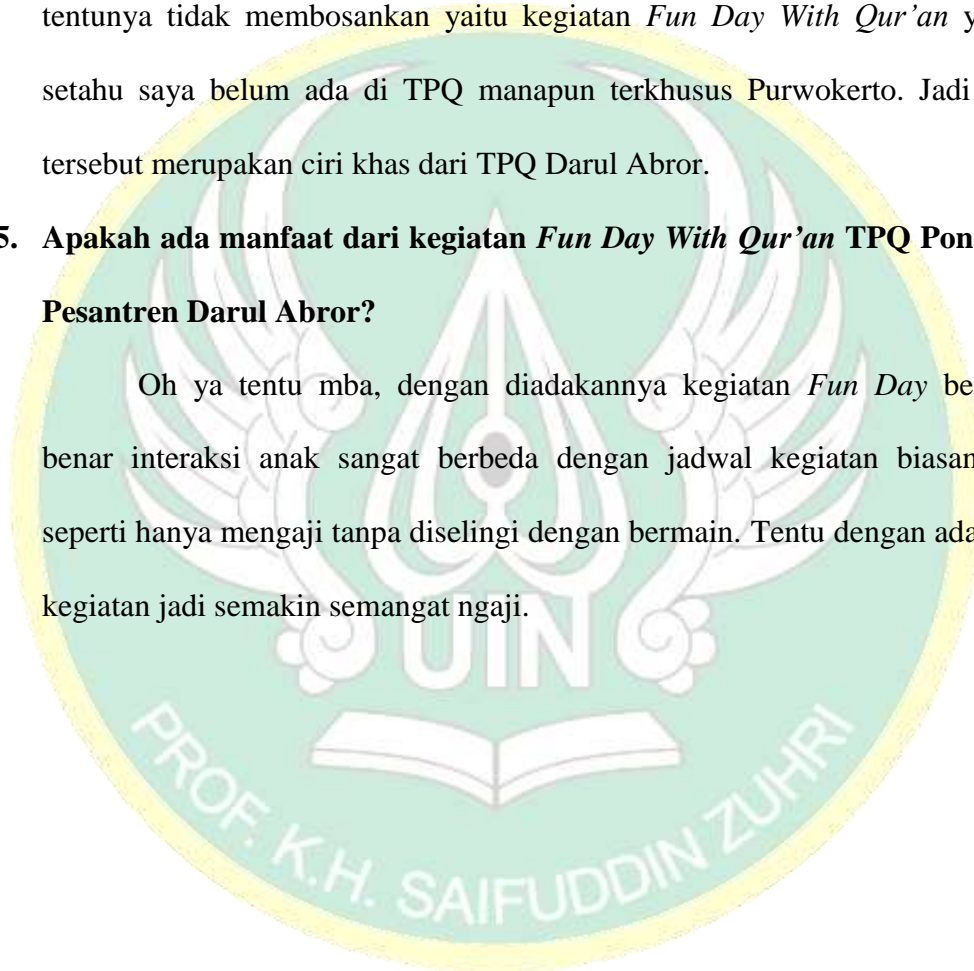 tentunya tidak membosankan yaitu kegiatan Fun Day With Qur’an y
setahu saya belum ada di TPQ manapun terkhusus Purwokerto. Jadi
tersebut merupakan ciri khas dari TPQ Darul Abror.
5. Apakah ada manfaat dari kegiatan Fun Day With Qur’an TPQ Pon
Pesantren Darul Abror?
Oh ya tentu mba, dengan diadakannya kegiatan Fun Day be
benar interaksi anak sangat berbeda dengan jadwal kegiatan biasan
seperti hanya mengaji tanpa diselingi dengan bermain. Tentu dengan ada
kegiatan jadi semakin semangat ngaji.
UIN
PROF. K.H. SAIFUDDIN ZUHRI